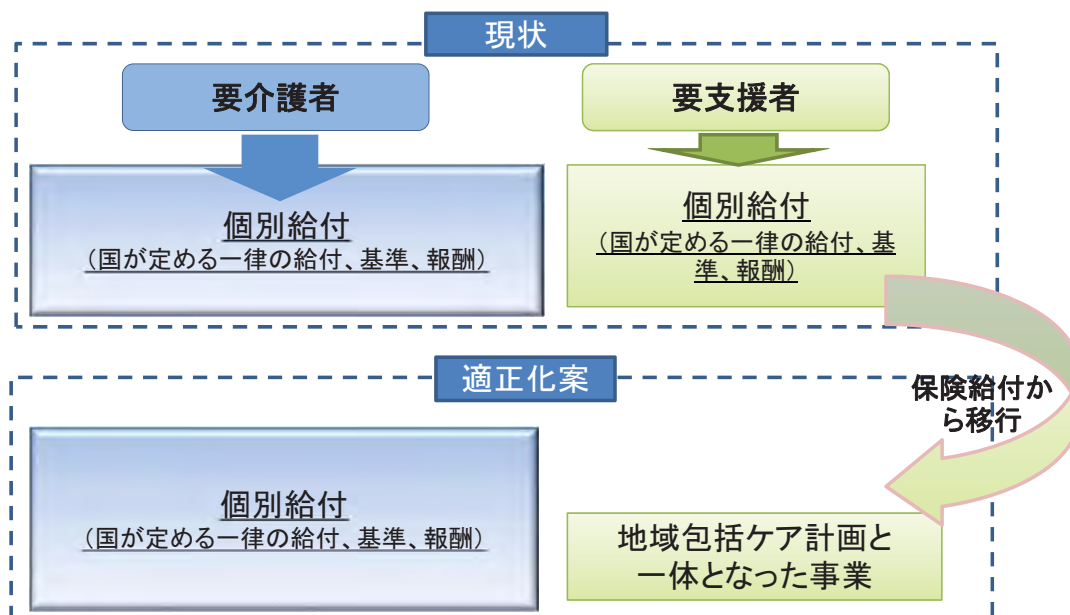 現状
要介護者
要支援者
個別給付
(国が定める一律の給付、基準、報酬)
個別給付
(国が定める一律の給付、基
準、報酬)
適正化案
保険給付か
ら移行
個別給付
(国が定める一律の給付、基準、報酬)
地域包括ケア計画と
一体となった事業